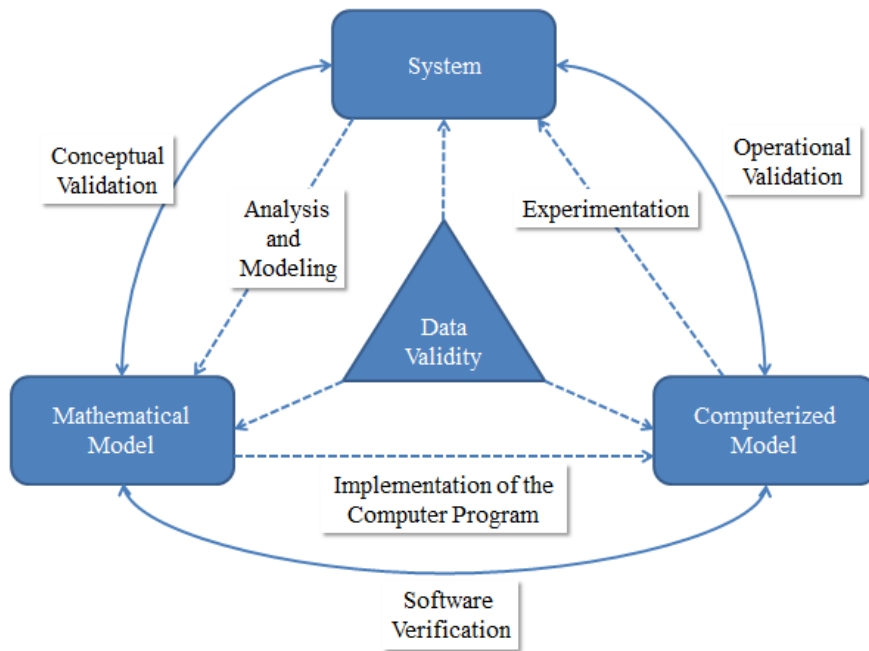 System
Conceptual
Validation
Operational
Validation
Analysis
and
Modeling
Experimentation
Data
Validity
Mathematical
Model
Computerized
Model
Implementation of the
Computer Program
Software
Verification